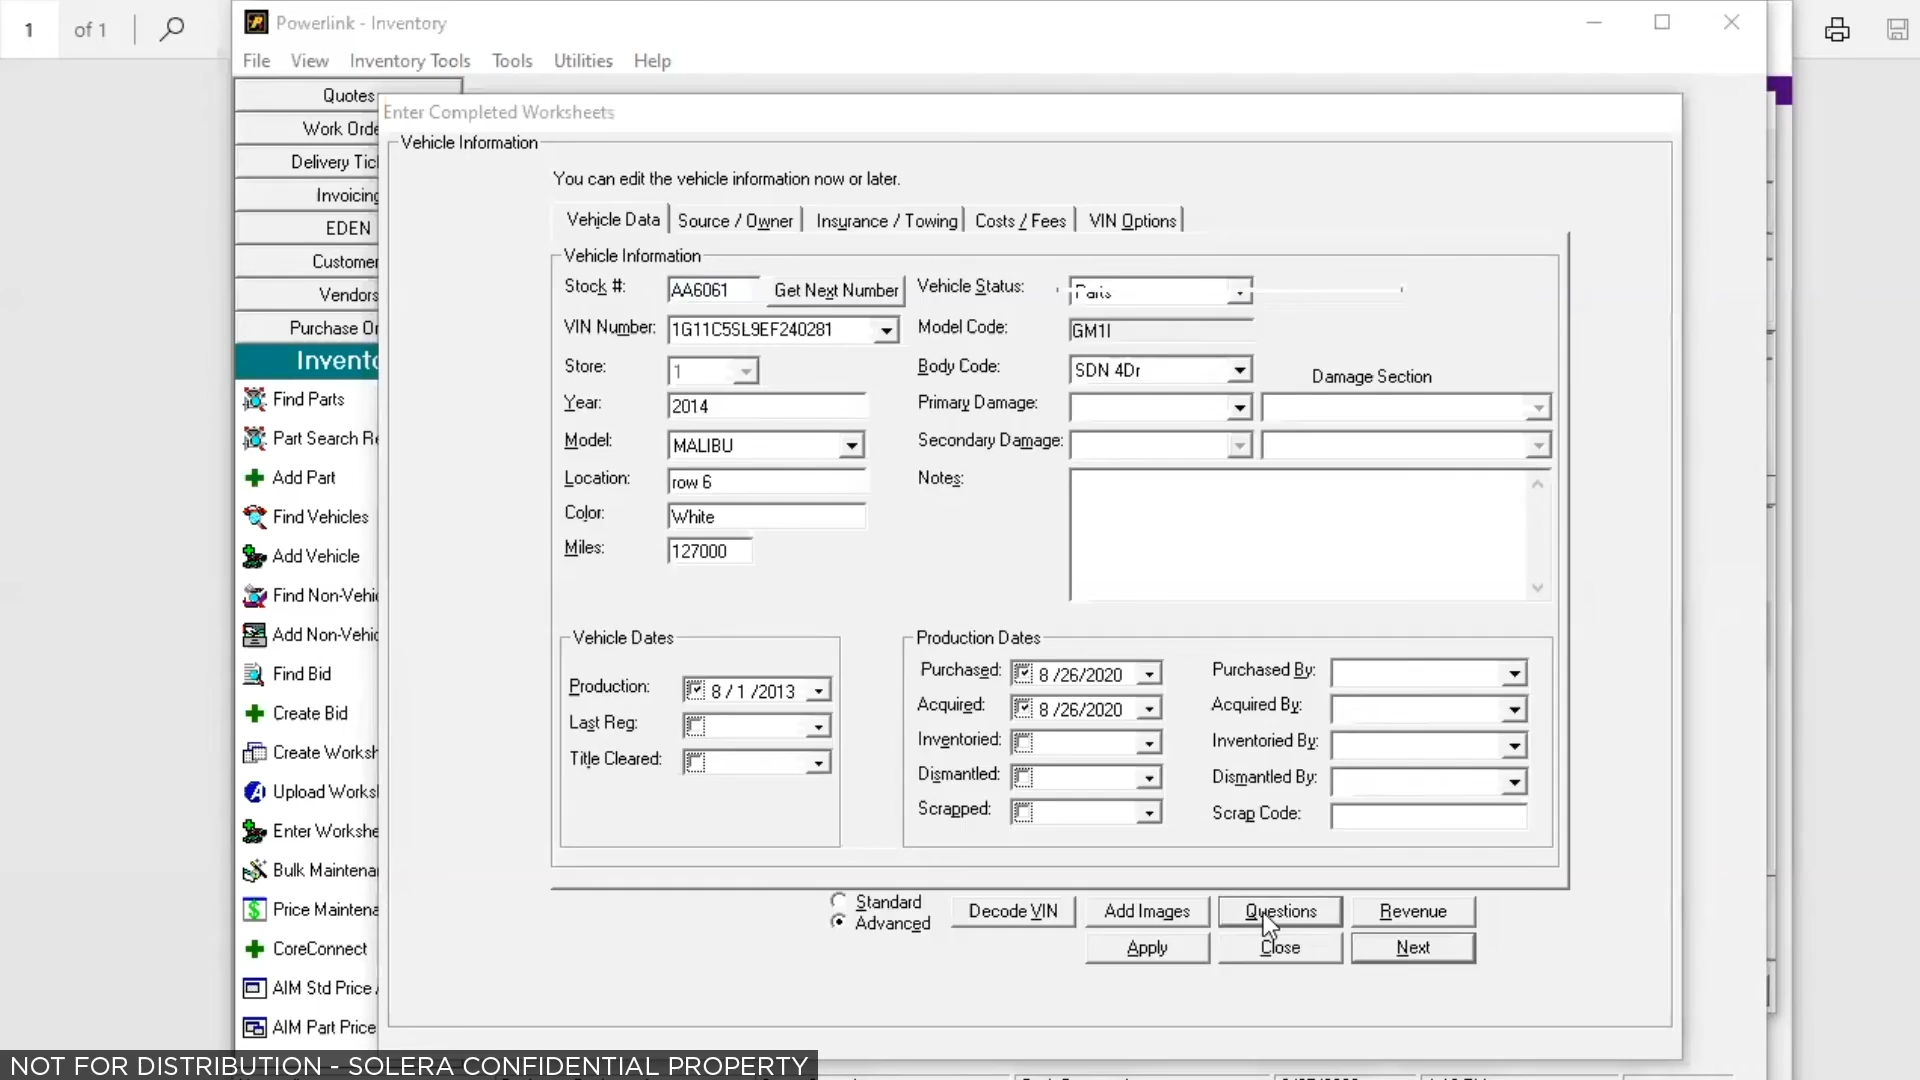 1 of 1
Powerlink - Inventory
File View Inventory Tools Tools Utilities Help
Quotes
Work Orde
Delivery Tic
Invoicing
EDEN
Customer
Vendors
Purchase Or
Invento
Find Parts
Part Search Re
Add Part
Find Vehicles
Add Vehicle
Find Non-Vehic
Add Non-Vehic
Find Bid
Create Bid
Create Worksh
Upload Worksl
Enter Workshe
Bulk Maintena
Price Maintena
CoreConnect
AIM Std Price
AIM Part Price
Enter Completed Worksheets
Vehicle Information
You can edit the vehicle information now or later.
Vehicle Data Source / Owner Insurance / Towing Costs / Fees VIN Options
Vehicle Information
Stock #: AA6061 Get Next Number Vehicle Status: Parts
VIN Number: 1G11C5SL9EF240281 Model Code: GM1I
Store: 1 Body Code: SDN 4Dr Damage Section
Year: 2014 Primary Damage:
Model: MALIBU Secondary Damage:
Location: row 6 Notes:
Color: White
Miles: 127000
Vehicle Dates
Production: 8 / 1 /2013
Last Reg:
Title Cleared:
Production Dates
Purchased: 8 /26/2020 Purchased By:
Acquired: 8 /26/2020 Acquired By:
Inventoried: Inventoried By:
Dismantled: Dismantled By:
Scrapped: Scrap Code:
Standard
Advanced
Decode VIN Add Images Questions Revenue
Apply Close Next
NOT FOR DISTRIBUTION - SOLERA CONFIDENTIAL PROPERTY